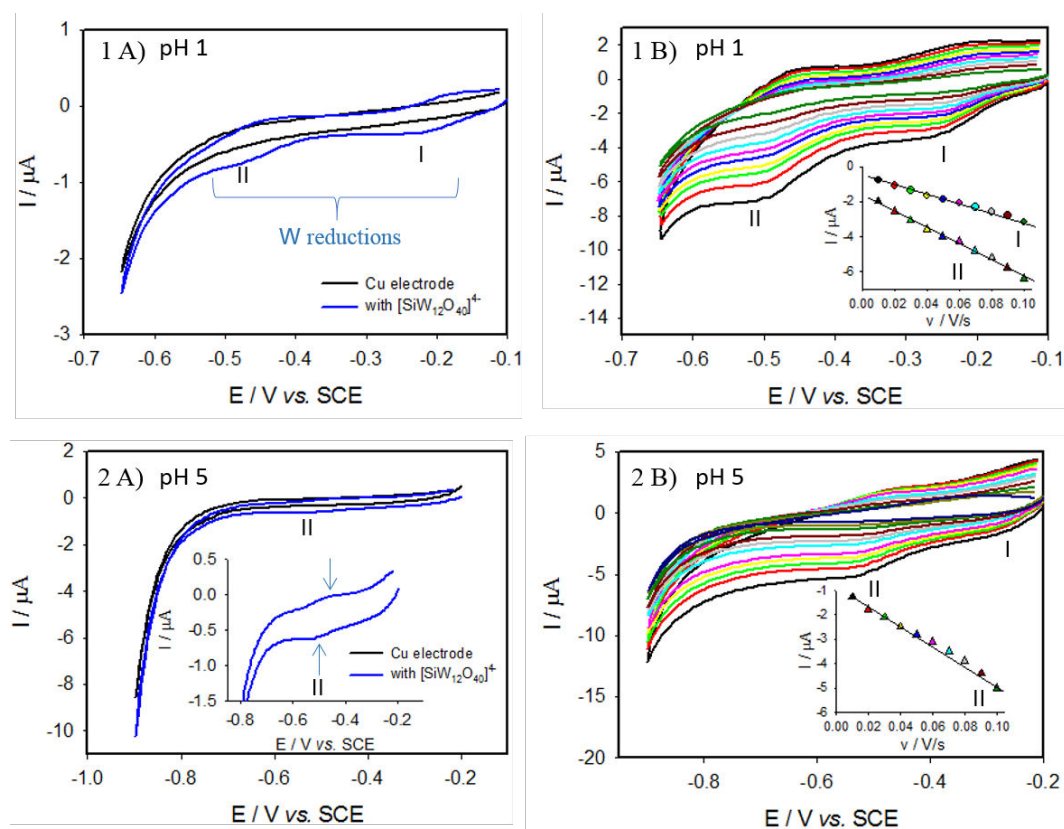 1 A) pH 1
1
0
-1
-2
-3
I / μA
I
II
W reductions
Cu electrode
with [SiW12O40]4-
-0.7 -0.6 -0.5 -0.4 -0.3 -0.2 -0.1
E / V vs. SCE
1 B) pH 1
2
0
-2
-4
-6
-8
-10
-12
-14
I / μA
I
II
0
-2
-4
-6
I / μA
I
II
0.00 0.02 0.04 0.06 0.08 0.10
v / V/s
-0.7 -0.6 -0.5 -0.4 -0.3 -0.2 -0.1
E / V vs. SCE
2 A) pH 5
2
0
-2
-4
-6
-8
-10
I / μA
II
0.5
0.0
-0.5
-1.0
-1.5
I / μA
II
Cu electrode
with [SiW12O40]4-
-0.8 -0.6 -0.4 -0.2
E / V vs. SCE
-1.0 -0.8 -0.6 -0.4 -0.2
E / V vs. SCE
2 B) pH 5
5
0
-5
-10
-15
-20
I / μA
I
II
-1
-2
-3
-4
-5
-6
I / μA
II
0.00 0.02 0.04 0.06 0.08 0.10
v / V/s
-0.8 -0.6 -0.4 -0.2
E / V vs. SCE